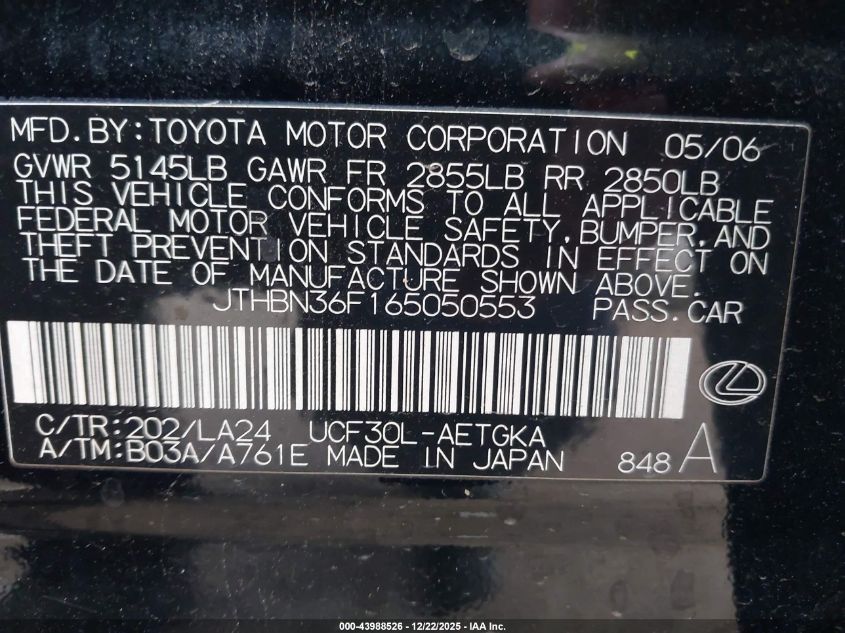 MFD.BY:TOYOTA MOTOR CORPORATION 05/06
GVWR 5145LB GAWR FR 2855LB RR 2850LB
THIS VEHICLE CONFORMS TO ALL APPLICABLE
FEDERAL MOTOR VEHICLE SAFETY,BUMPER,AND
THEFT PREVENTION STANDARDS IN EFFECT ON
THE DATE OF MANUFACTURE SHOWN ABOVE.
JTHBN36F165050553 PASS.CAR
C/TR:202/LA24 UCF30L-AETGKA
A/TM:B03A/A761E MADE IN JAPAN 848 A
000-43988526 - 12/22/2025 - IAA Inc.